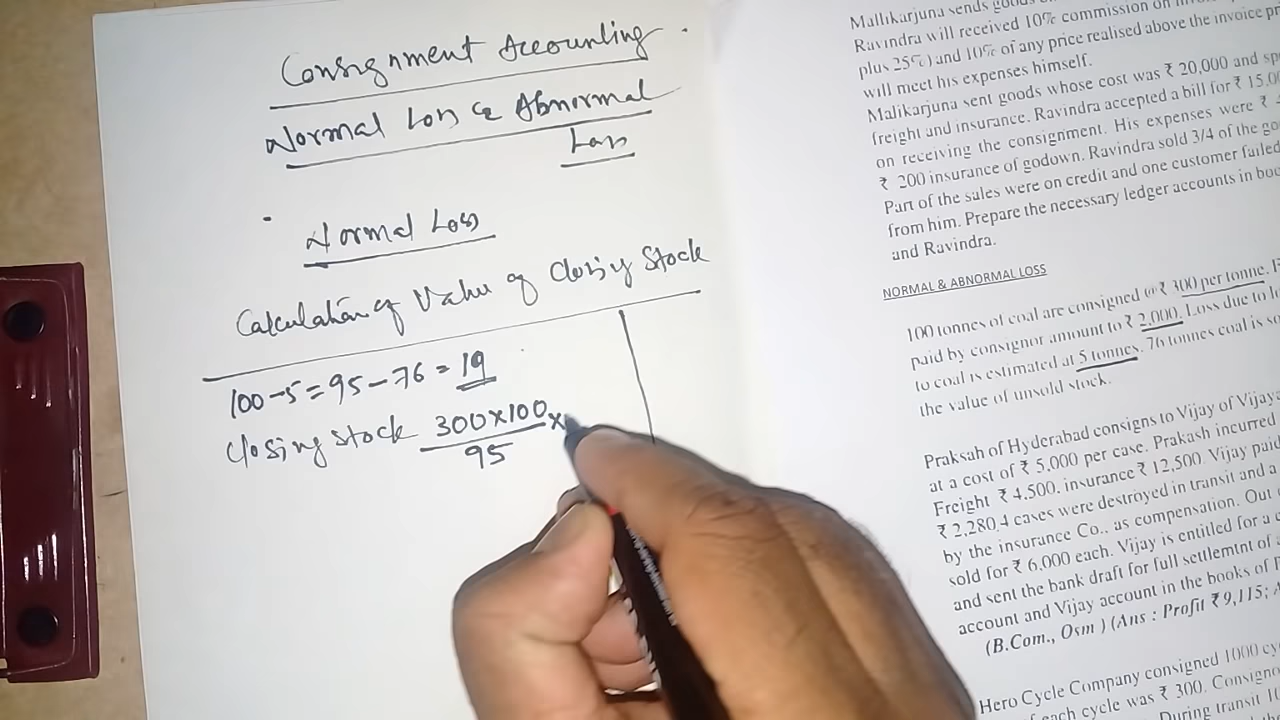 Consignment Accounting
Normal Loss & Abnormal
Loss
Normal Loss
Calculation of Value of Closing Stock
100-5=95-76=19
Closing Stock 300×100 ×
95
Mallikarjuna sends goods
Ravindra will received 10% commission on
plus 25%) and 10% of any price realised above the invoice
will meet his expenses himself.
Malikarjuna sent goods whose cost was ₹ 20,000 and
freight and insurance. Ravindra accepted a bill for ₹
on receiving the consignment. His expenses were ₹
₹ 200 insurance of godown. Ravindra sold 3/4 of the
Part of the sales were on credit and one customer failed
from him. Prepare the necessary ledger accounts in
and Ravindra.
NORMAL & ABNORMAL LOSS
100 tonnes of coal are consigned @ ₹ 300 per tonne.
paid by consignor amount to ₹ 2,000. Loss due to
to coal is estimated at 5 tonnes. 76 tonnes coal is
the value of unsold stock.
Praksah of Hyderabad consigns to Vijay of
at a cost of ₹ 5,000 per case. Prakash incurred
Freight ₹ 4,500, insurance ₹ 12,500. Vijay paid
₹ 2,280.4 cases were destroyed in transit and a
by the insurance Co., as compensation. Out
sold for ₹ 6,000 each. Vijay is entitled for a
and sent the bank draft for full settlemtnt of
account and Vijay account in the books of
(B.Com., Osm ) (Ans : Profit ₹ 9,115;
Hero Cycle Company consigned 1000
each cycle was ₹ 300.
During transit